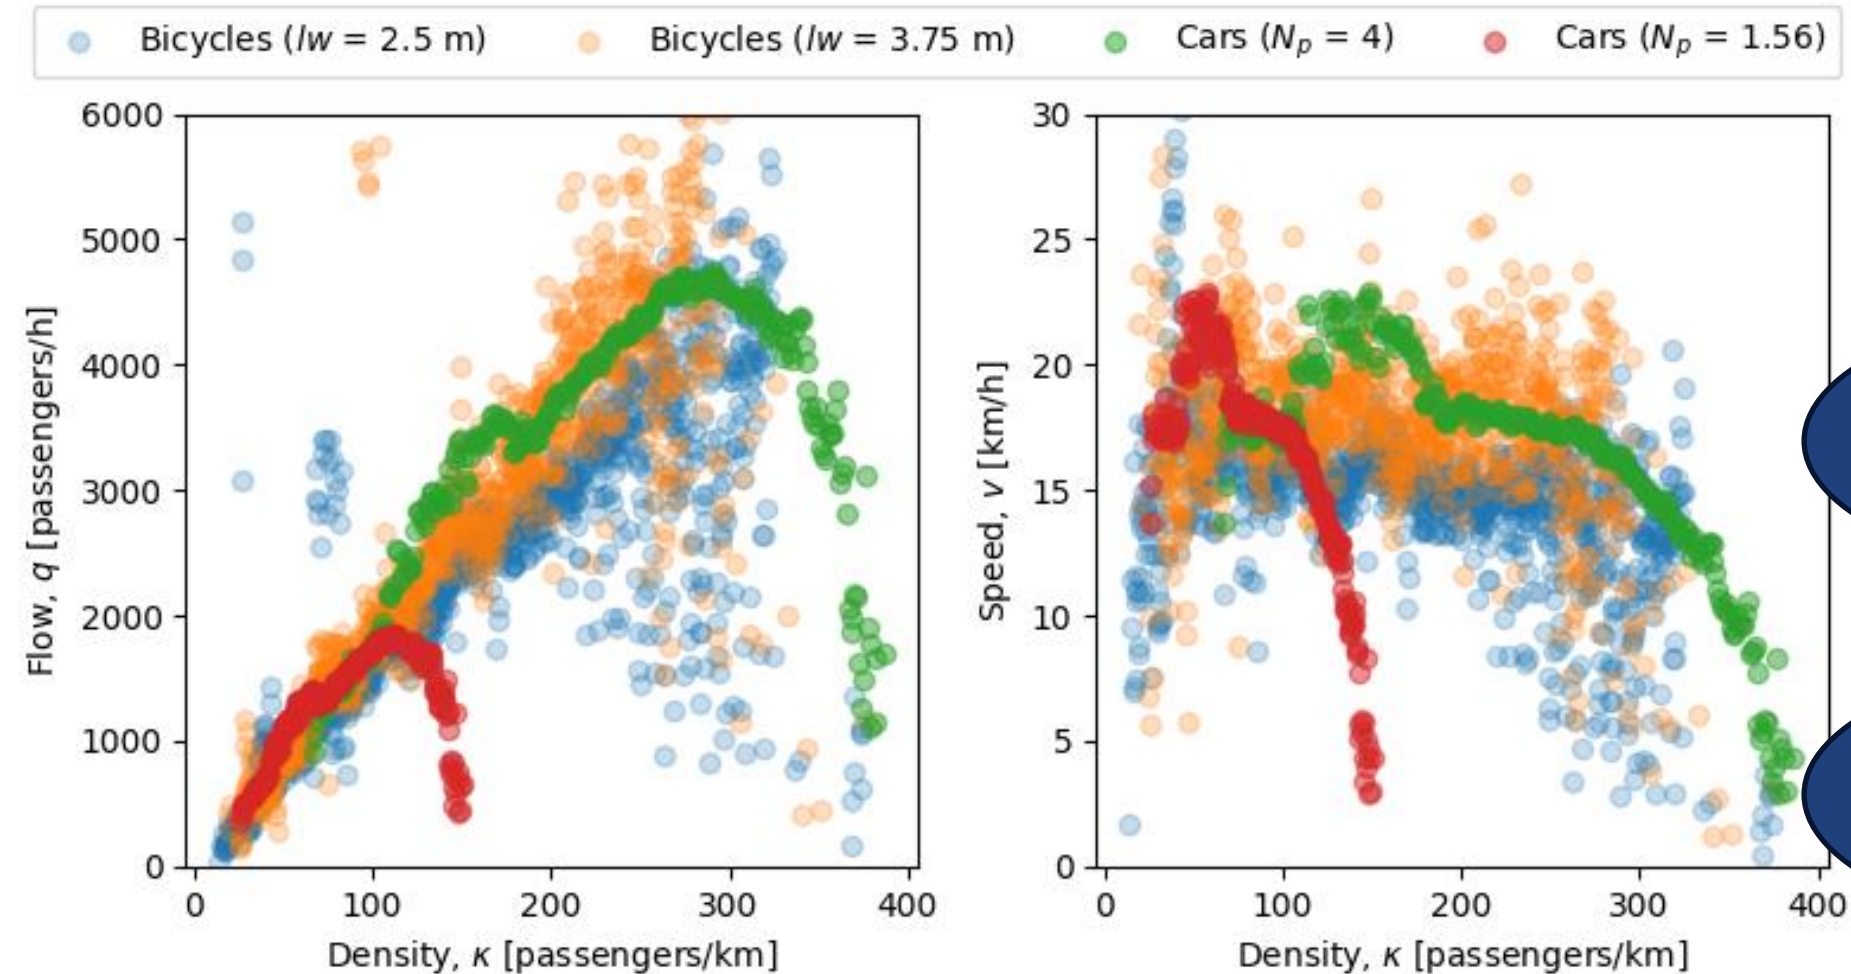 Bicycles (lw = 2.5 m) Bicycles (lw = 3.75 m) Cars (Nₚ = 4) Cars (Nₚ = 1.56)
6000
5000
4000
3000
2000
1000
0
Flow, q [passengers/h]
0 100 200 300 400
Density, κ [passengers/km]
30
25
20
15
10
5
0
Speed, v [km/h]
0 100 200 300 400
Density, κ [passengers/km]